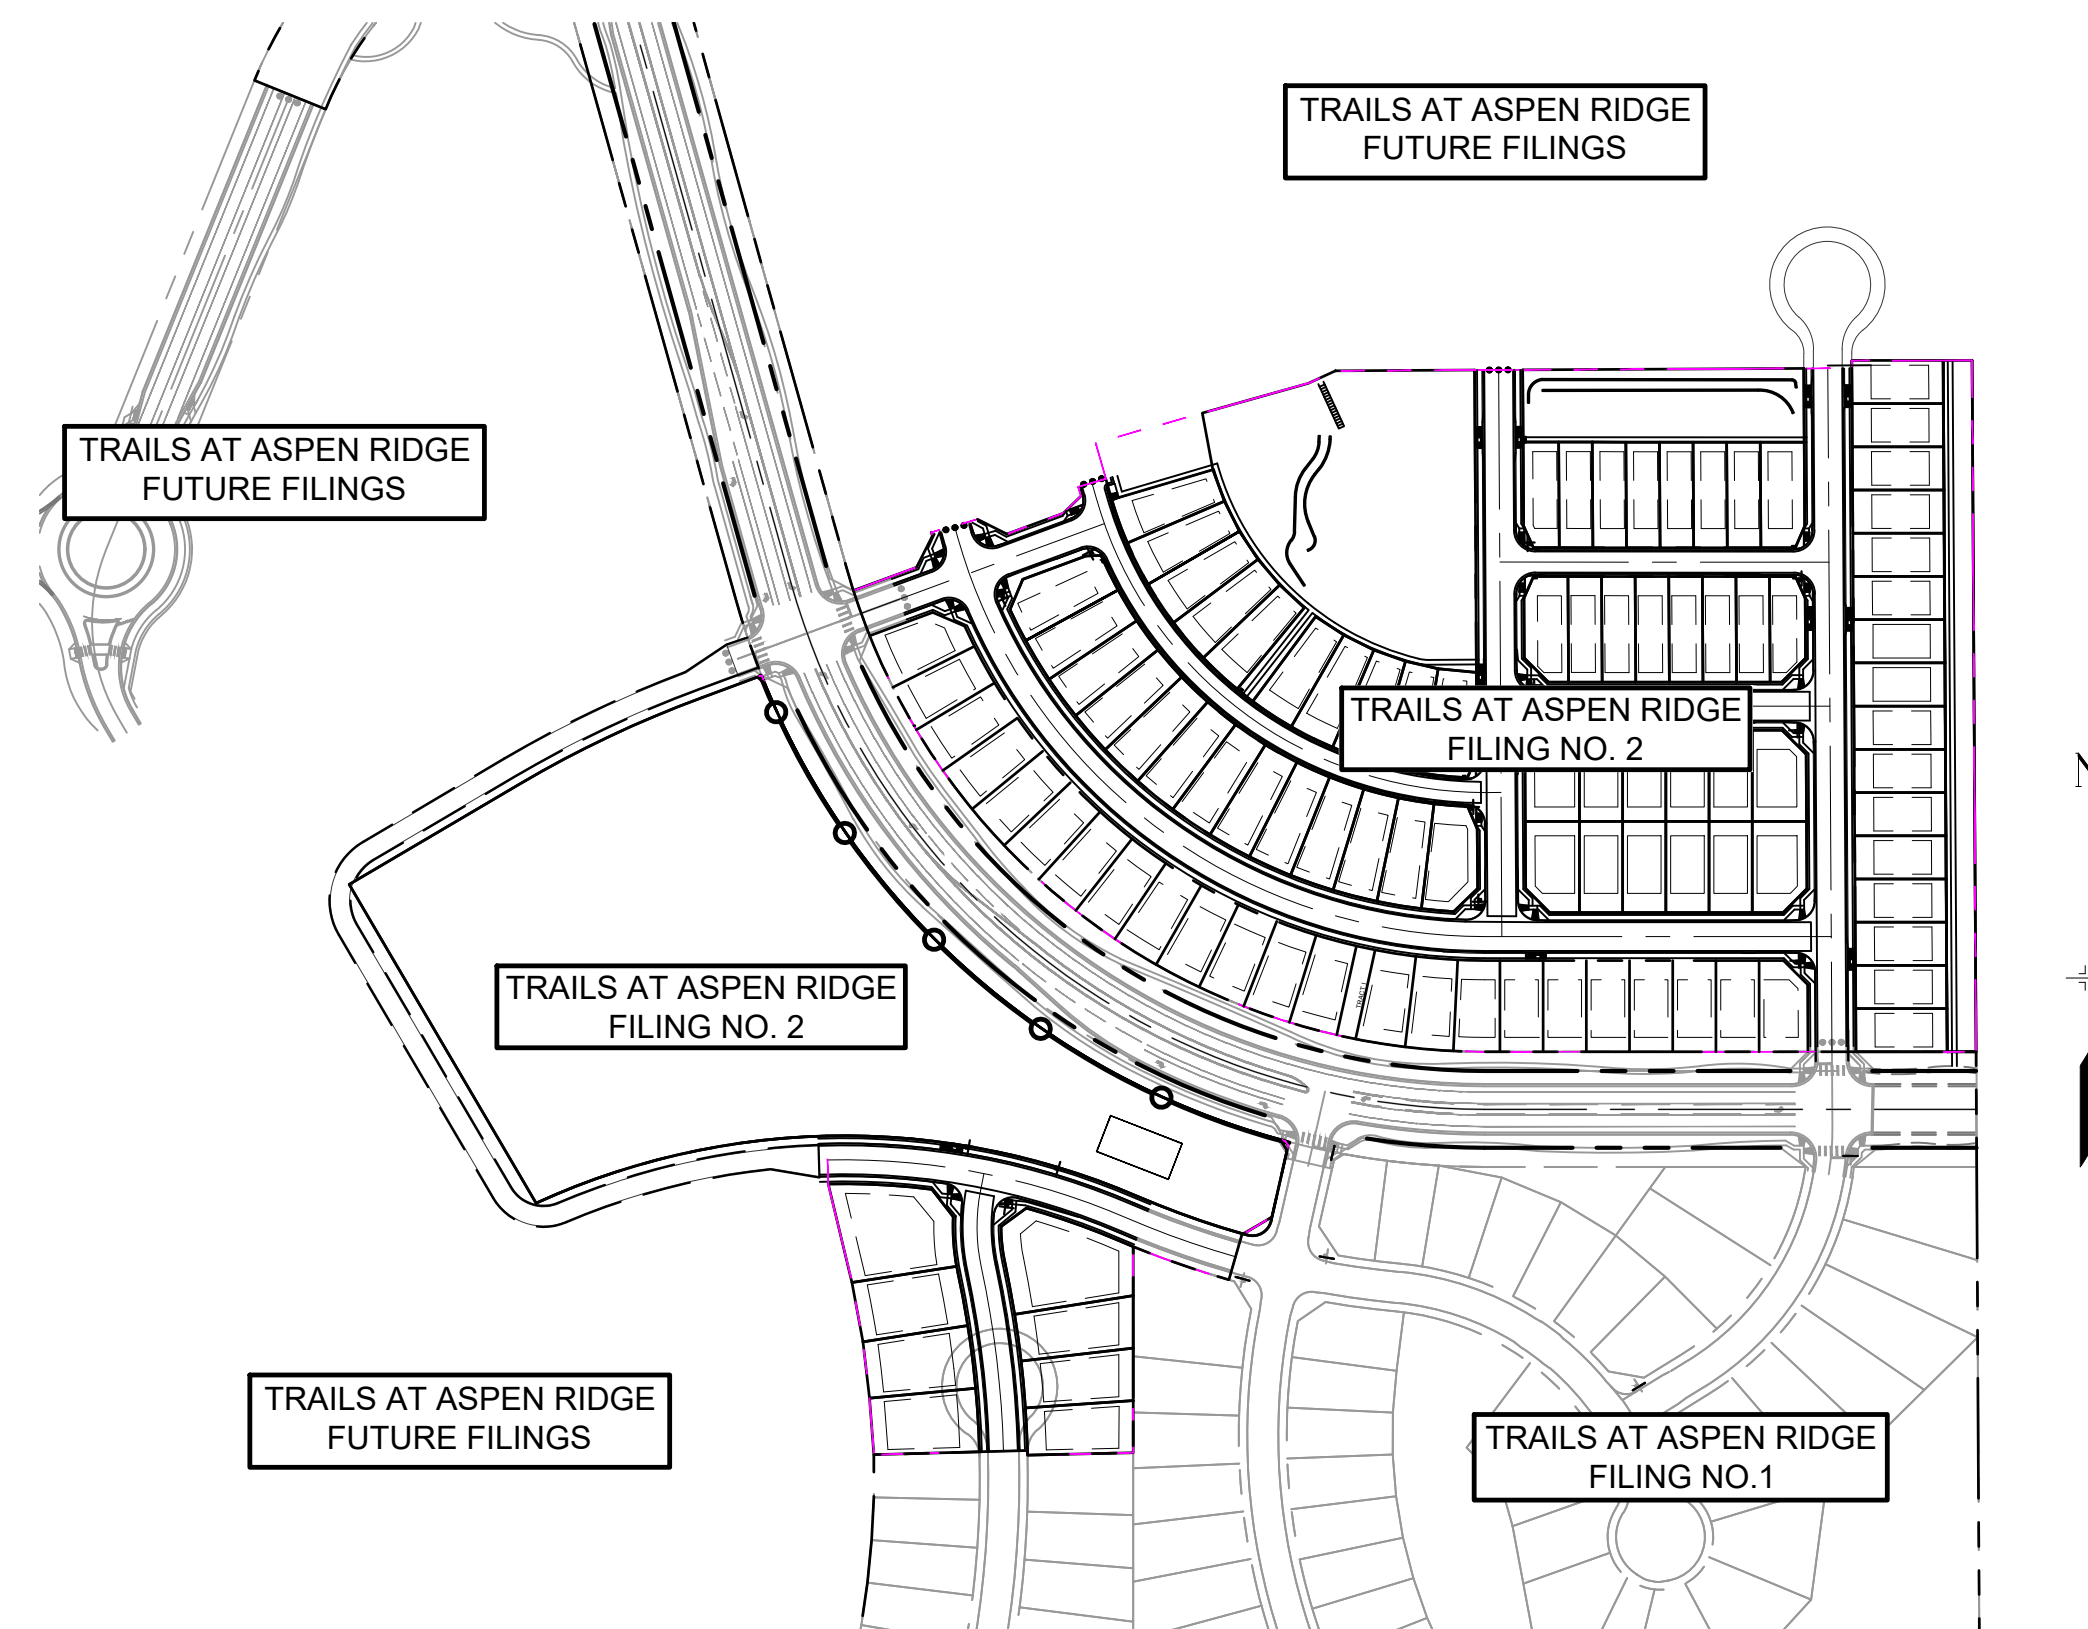 TRAILS AT ASPEN RIDGE
FUTURE FILINGS
TRAILS AT ASPEN RIDGE
FUTURE FILINGS
TRAILS AT ASPEN RIDGE
FILING NO. 2
TRAILS AT ASPEN RIDGE
FILING NO. 2
TRACT I
TRAILS AT ASPEN RIDGE
FUTURE FILINGS
TRAILS AT ASPEN RIDGE
FILING NO.1